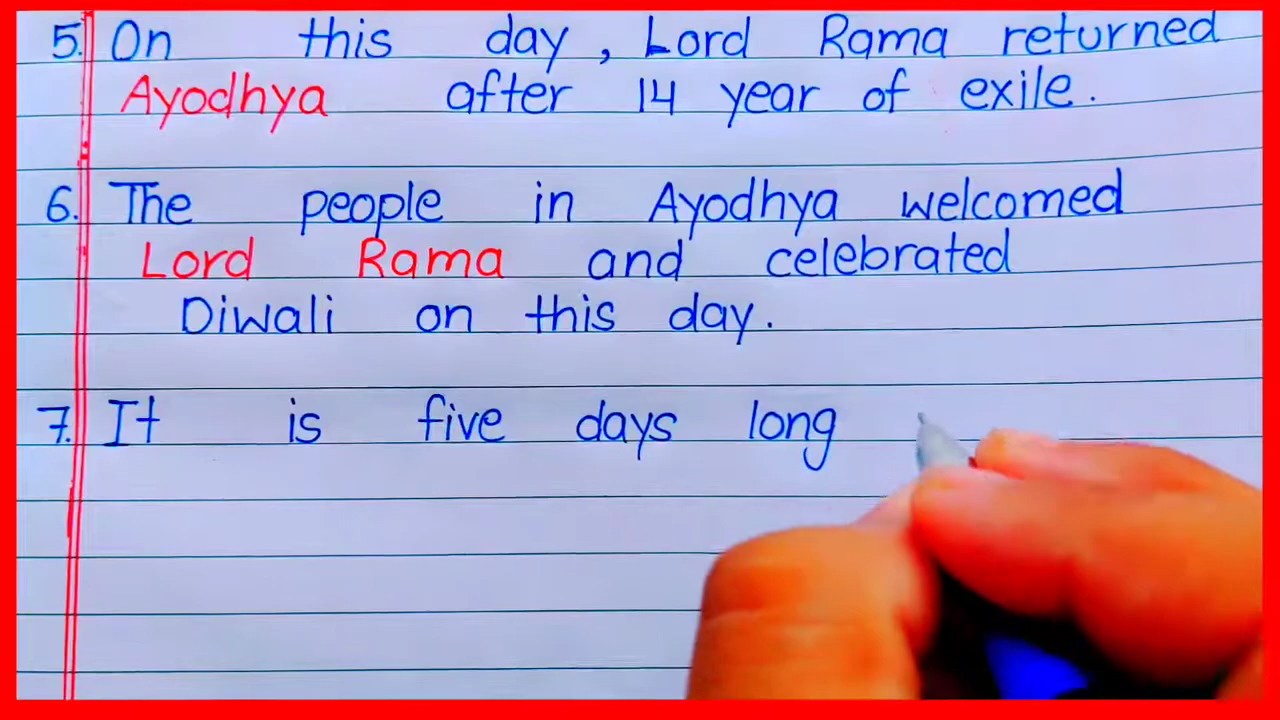 5. On this day, Lord Rama returned
Ayodhya after 14 year of exile.
6. The people in Ayodhya welcomed
Lord Rama and celebrated
Diwali on this day.
7. It is five days long